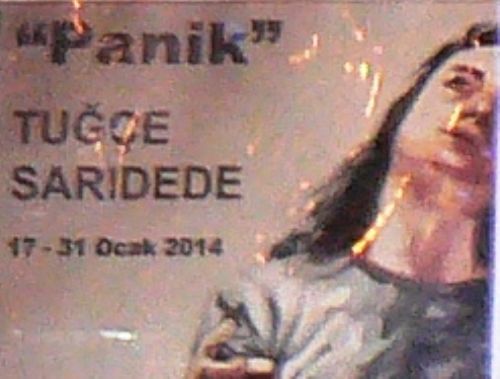 "Panik"
TUĞÇE
SARIDEDE
17 - 31 Ocak 2014